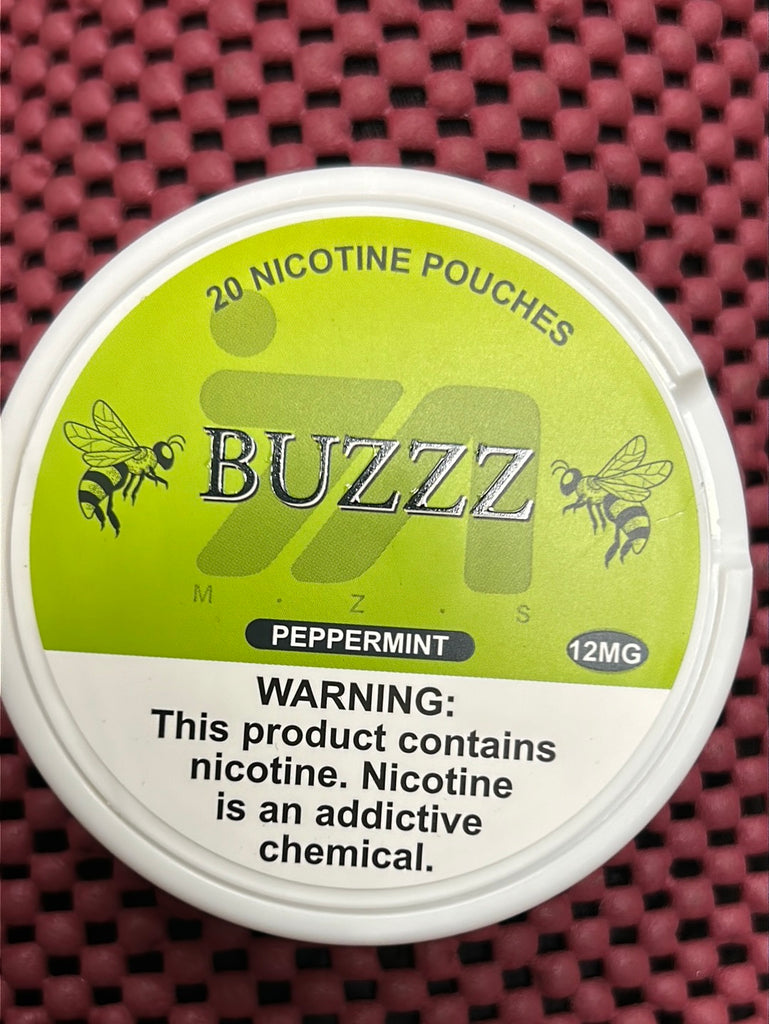 20 NICOTINE POUCHES
BUZZZ
M . Z . S
PEPPERMINT
12MG
WARNING:
This product contains
nicotine. Nicotine
is an addictive
chemical.